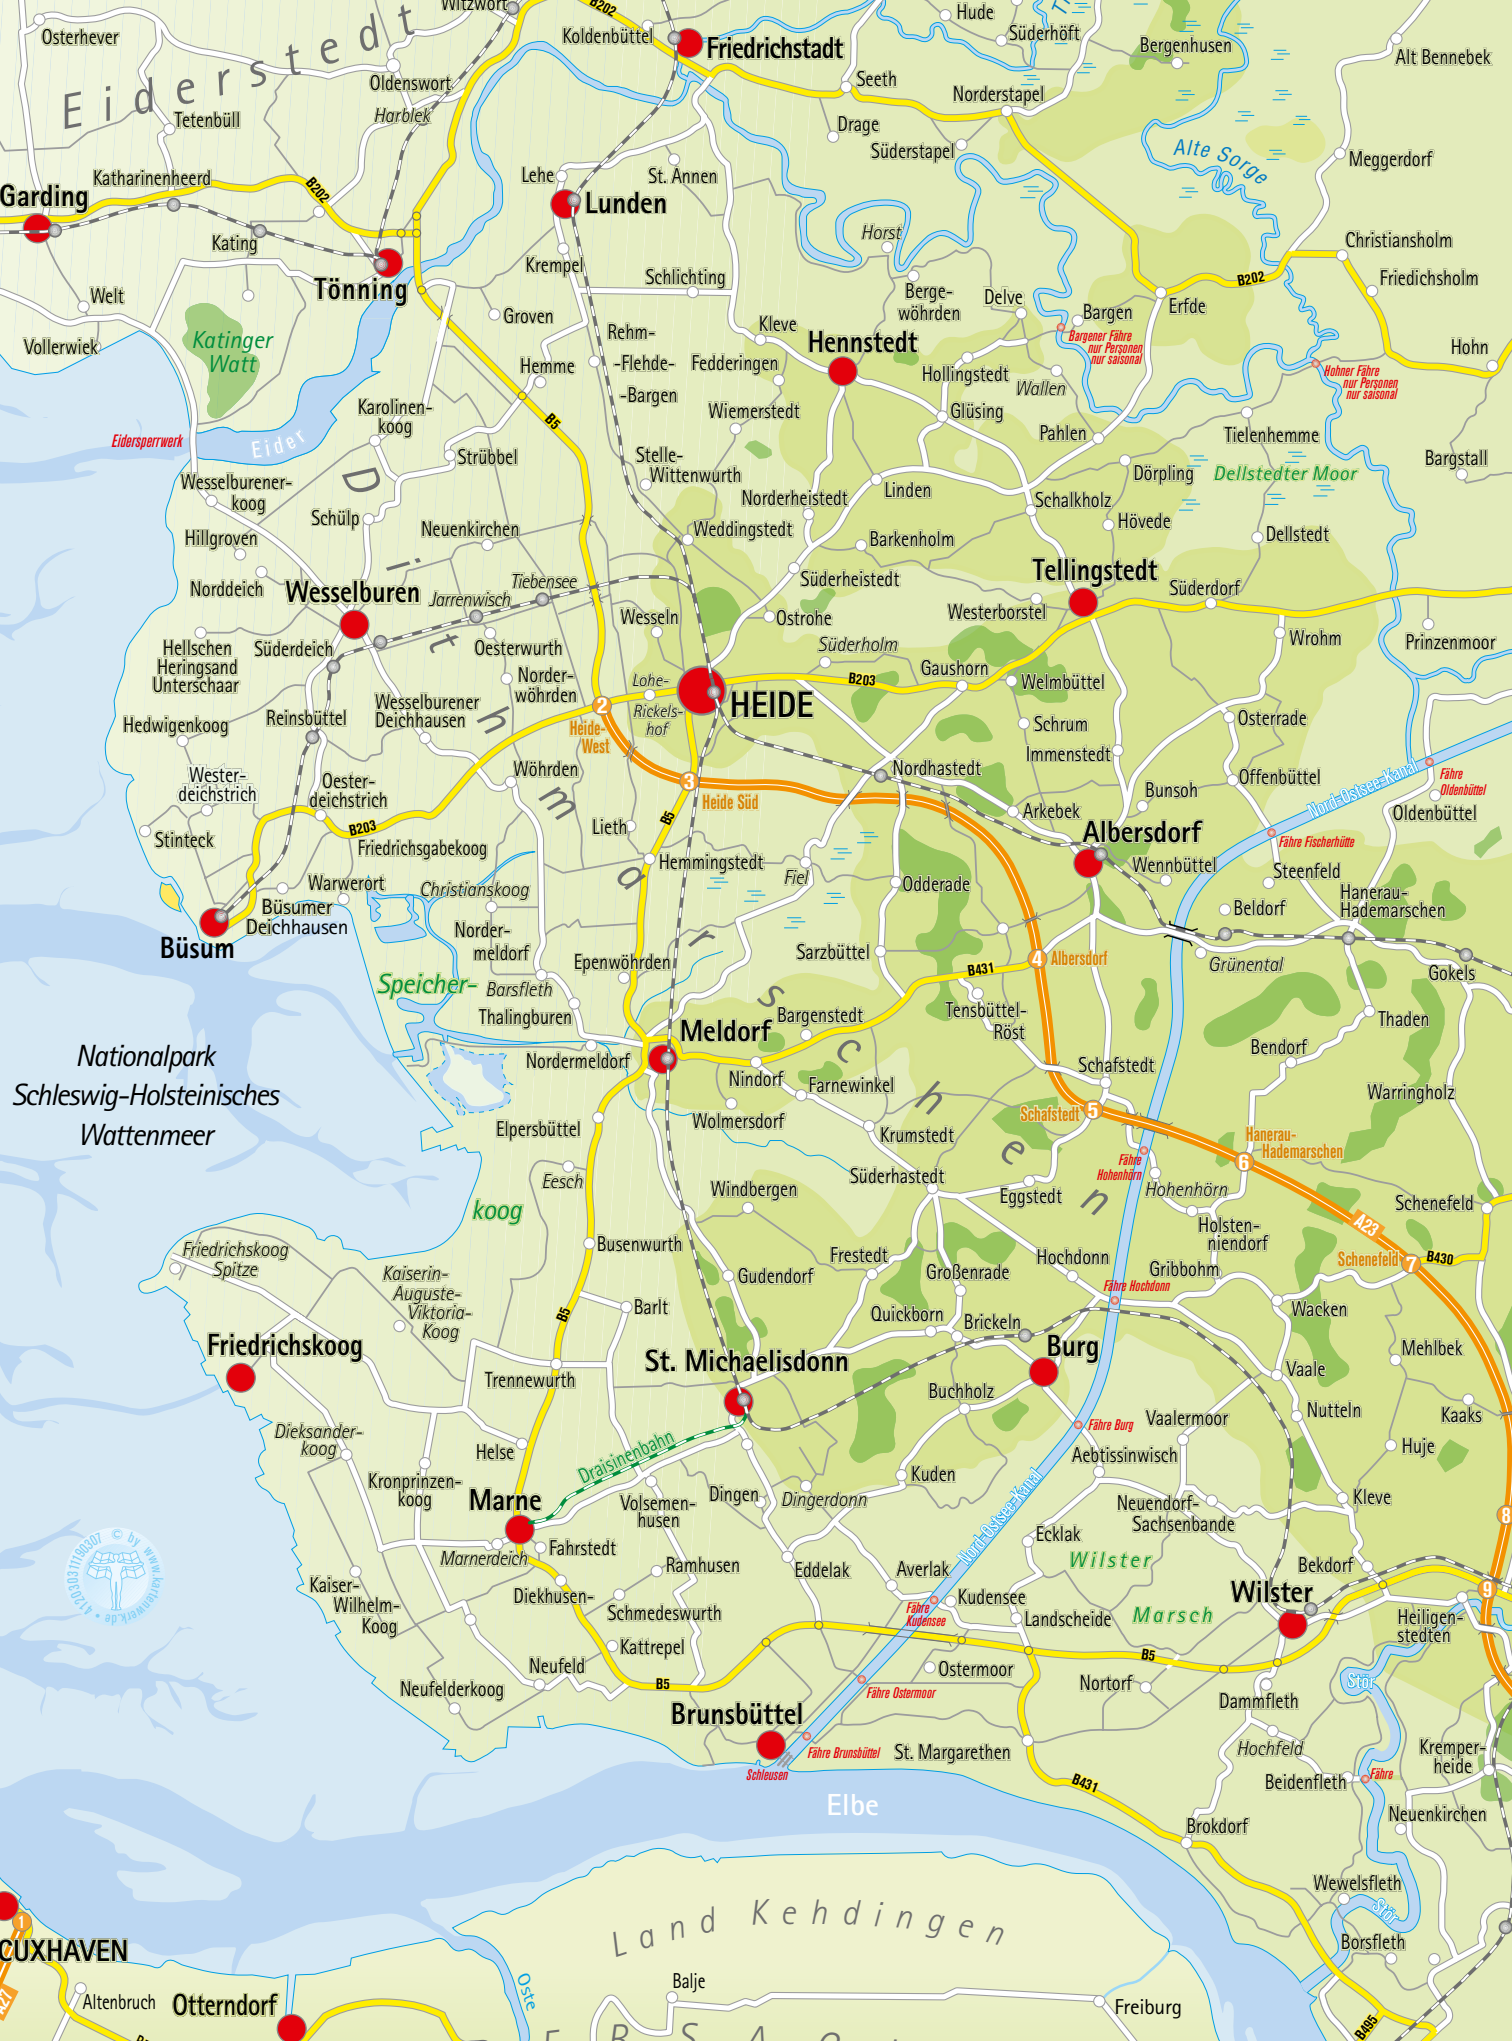 Osterhever
Witzwort
B202
Koldenbüttel
Friedrichstadt
Hude
Süderhöft
Bergenhusen
Alt Bennebek
Eiderstedt
Oldenswort
Harblek
Tetenbüll
Seeth
Norderstapel
Drage
Süderstapel
Alte Sorge
Meggerdorf
Garding
Katharinenheerd
B202
Lehe
Lunden
St. Annen
Kating
Krempel
Horst
Christiansholm
Tönning
Schlichting
Berge-
wöhrden
Delve
Bargen
Erfde
B202
Friedichsholm
Welt
Vollerwiek
Katinger
Watt
Groven
Rehm-
-Flehde-
-Bargen
Kleve
Hennstedt
Bargener Fähre
nur Personen
nur saisonal
Hohner Fähre
nur Personen
nur saisonal
Hohn
Hemme
Fedderingen
Hollingstedt
Wallen
Karolinen-
koog
B5
Wiemerstedt
Glüsing
Pahlen
Tielenhemme
Eidersperrwerk
Eider
Strübbel
Stelle-
Wittenwurth
Dörpling
Dellstedter Moor
Bargstall
Wesselburener-
koog
Norderheistedt
Linden
Schalkholz
Hövede
Schülp
Neuenkirchen
Weddingstedt
Barkenholm
Dellstedt
Hillgroven
Dithmarschen
Norddeich
Wesselburen
Jarrenwisch
Tiebensee
Süderheistedt
Tellingstedt
Süderdorf
Westerborstel
Wesseln
Ostrohe
Hellschen
Heringsand
Unterschaar
Süderdeich
Oesterwurth
Süderholm
Wrohm
Prinzenmoor
Norder-
wöhrden
Lohe-
Rickels-
hof
HEIDE
B203
Gaushorn
Welmbüttel
Hedwigenkoog
Reinsbüttel
Wesselburener
Deichhausen
2
Heide-
West
Schrum
Osterrade
Immenstedt
Wester-
deichstrich
Oester-
deichstrich
Wöhrden
3
Heide Süd
Nordhastedt
Bunsoh
Offenbüttel
Nord-Ostsee-Kanal
Fähre
Oldenbüttel
Oldenbüttel
Stinteck
B203
Friedrichsgabekoog
Lieth
B5
Arkebek
Albersdorf
Fähre Fischerhütte
Hemmingstedt
Fiel
Wennbüttel
Steenfeld
Warwerort
Christianskoog
Odderade
Hanerau-
Hademarschen
Büsumer
Deichhausen
Beldorf
Büsum
Norder-
meldorf
Epenwöhrden
Sarzbüttel
B431
4
Albersdorf
Grünental
Gokels
Speicher-
koog
Barsfleth
Thalingburen
Meldorf
Bargenstedt
Tensbüttel-
Röst
Thaden
Nationalpark
Schleswig-Holsteinisches
Wattenmeer
Nordermeldorf
Nindorf
Farnewinkel
Schafstedt
Bendorf
Warringholz
Elpersbüttel
Wolmersdorf
Krumstedt
Schafstedt
5
Hanerau-
Hademarschen
6
Eesch
Windbergen
Süderhastedt
Fähre
Hohenhörn
Hohenhörn
Eggstedt
Schenefeld
Holsten-
niendorf
A23
Friedrichskoog
Spitze
Busenwurth
Frestedt
Hochdonn
Gribbohm
Schenefeld
7
B430
Kaiserin-
Auguste-
Viktoria-
Koog
Gudendorf
Großenrade
Fähre Hochdonn
Barlt
B5
Quickborn
Brickeln
Wacken
Friedrichskoog
St. Michaelisdonn
Burg
Mehlbek
Trennewurth
Buchholz
Vaale
Nutteln
Dieksander-
koog
Helse
Draisinenbahn
Fähre Burg
Vaalermoor
Kaaks
Huje
Kronprinzen-
koog
Aebtissinwisch
Marne
Volsemen-
husen
Dingen
Dingerdonn
Kuden
Neuendorf-
Sachsenbande
Kleve
Nord-Ostsee-Kanal
8
Marnerdeich
Fahrstedt
Ecklak
Wilster
Marsch
Bekdorf
Kaiser-
Wilhelm-
Koog
Diekhusen-
Ramhusen
Eddelak
Averlak
Wilster
9
Schmedeswurth
Fähre
Kudensee
Kudensee
Landscheide
Heiligen-
stedten
Kattrepel
Neufeld
Neufelderkoog
B5
Ostermoor
B5
Nortorf
Stör
Dammfleth
Brunsbüttel
Fähre Ostermoor
Fähre Brunsbüttel
Schleusen
St. Margarethen
Hochfeld
Kremper-
heide
Beidenfleth
Fähre
B431
Elbe
Brokdorf
Neuenkirchen
Wewelsfleth
Stör
Borsfleth
1
CUXHAVEN
A27
Altenbruch
Otterndorf
Oste
Land Kehdingen
Balje
Freiburg
B495
© by www.kartenwerk.de • 412030311190307